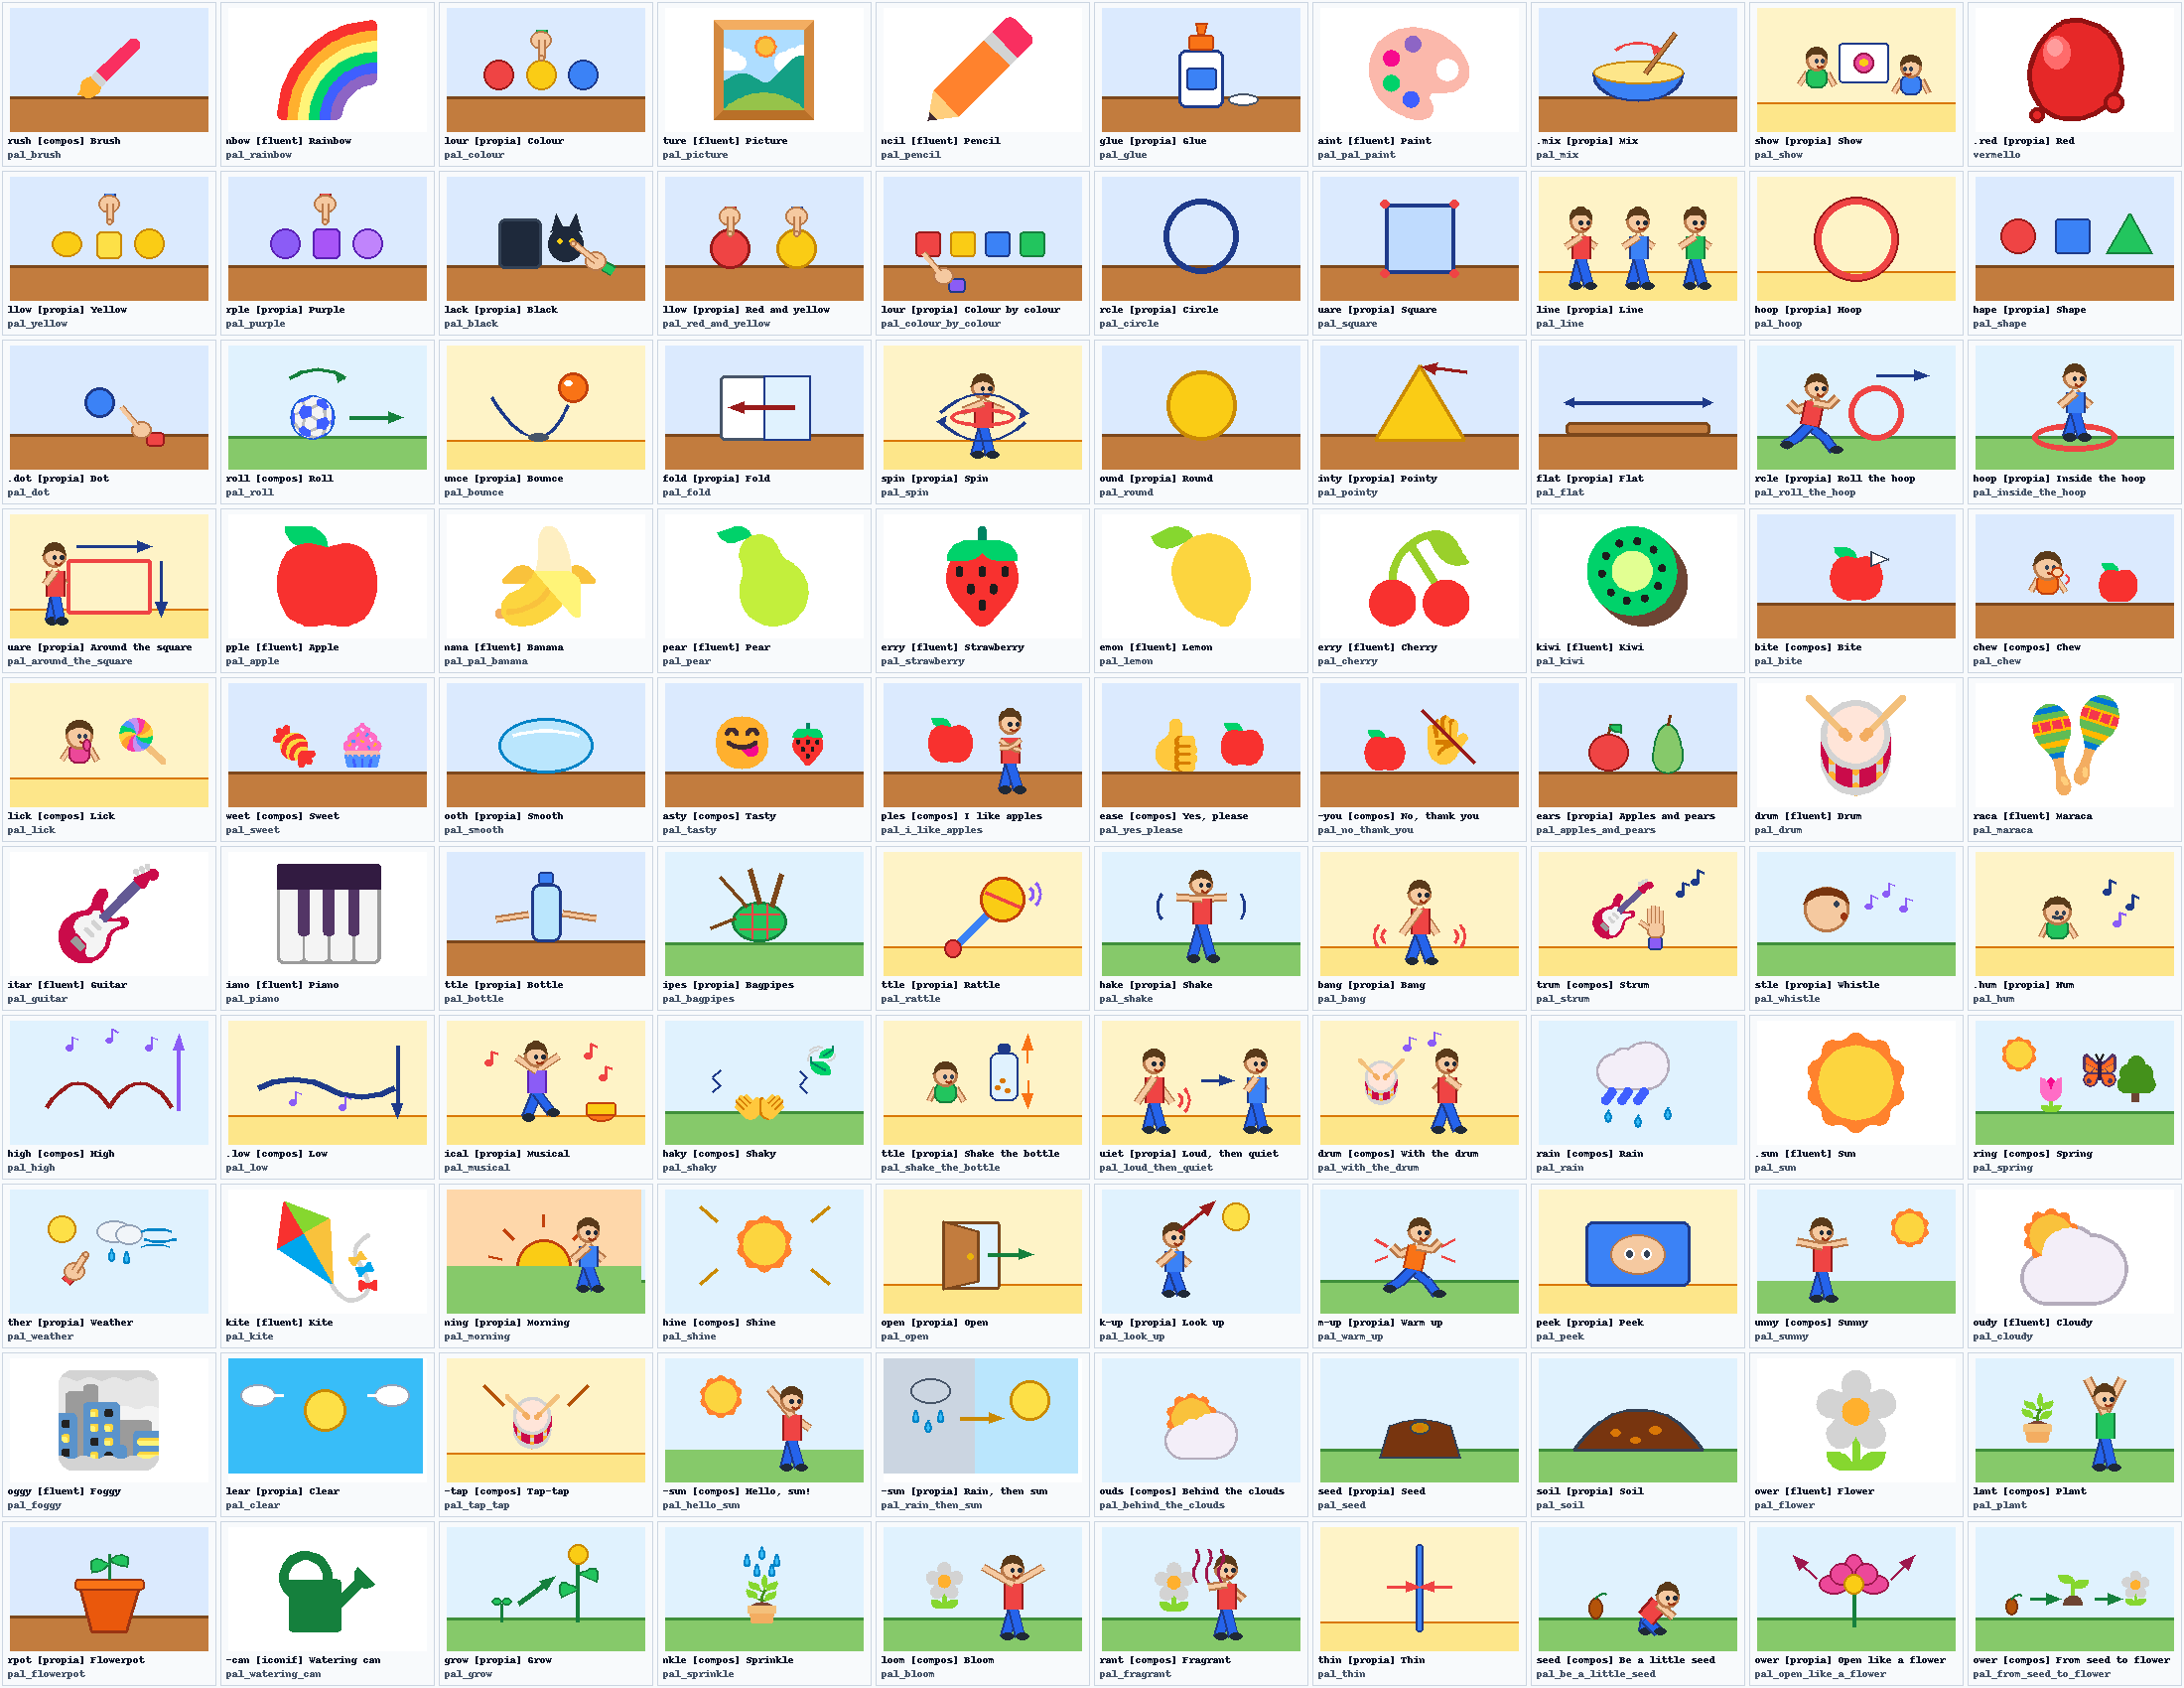 rush [compos] Brush
pal_brush
nbow [fluent] Rainbow
pal_rainbow
lour [propia] Colour
pal_colour
ture [fluent] Picture
pal_picture
ncil [fluent] Pencil
pal_pencil
glue [propia] Glue
pal_glue
aint [fluent] Paint
pal_pal_paint
.mix [propia] Mix
pal_mix
show [propia] Show
pal_show
.red [propia] Red
vermello
llow [propia] Yellow
pal_yellow
rple [propia] Purple
pal_purple
lack [propia] Black
pal_black
llow [propia] Red and yellow
pal_red_and_yellow
lour [propia] Colour by colour
pal_colour_by_colour
rcle [propia] Circle
pal_circle
uare [propia] Square
pal_square
line [propia] Line
pal_line
hoop [propia] Hoop
pal_hoop
hape [propia] Shape
pal_shape
.dot [propia] Dot
pal_dot
roll [compos] Roll
pal_roll
unce [propia] Bounce
pal_bounce
fold [propia] Fold
pal_fold
spin [propia] Spin
pal_spin
ound [propia] Round
pal_round
inty [propia] Pointy
pal_pointy
flat [propia] Flat
pal_flat
rcle [propia] Roll the hoop
pal_roll_the_hoop
hoop [propia] Inside the hoop
pal_inside_the_hoop
uare [propia] Around the square
pal_around_the_square
pple [fluent] Apple
pal_apple
nana [fluent] Banana
pal_pal_banana
pear [fluent] Pear
pal_pear
erry [fluent] Strawberry
pal_strawberry
emon [fluent] Lemon
pal_lemon
erry [fluent] Cherry
pal_cherry
kiwi [fluent] Kiwi
pal_kiwi
bite [compos] Bite
pal_bite
chew [compos] Chew
pal_chew
lick [compos] Lick
pal_lick
weet [compos] Sweet
pal_sweet
ooth [propia] Smooth
pal_smooth
asty [compos] Tasty
pal_tasty
ples [compos] I like apples
pal_i_like_apples
ease [compos] Yes, please
pal_yes_please
-you [compos] No, thank you
pal_no_thank_you
ears [propia] Apples and pears
pal_apples_and_pears
drum [fluent] Drum
pal_drum
raca [fluent] Maraca
pal_maraca
itar [fluent] Guitar
pal_guitar
iano [fluent] Piano
pal_piano
ttle [propia] Bottle
pal_bottle
ipes [propia] Bagpipes
pal_bagpipes
ttle [propia] Rattle
pal_rattle
hake [propia] Shake
pal_shake
bang [propia] Bang
pal_bang
trum [compos] Strum
pal_strum
stle [propia] Whistle
pal_whistle
.hum [propia] Hum
pal_hum
high [compos] High
pal_high
.low [compos] Low
pal_low
ical [propia] Musical
pal_musical
haky [compos] Shaky
pal_shaky
ttle [propia] Shake the bottle
pal_shake_the_bottle
uiet [propia] Loud, then quiet
pal_loud_then_quiet
drum [compos] With the drum
pal_with_the_drum
rain [compos] Rain
pal_rain
.sun [fluent] Sun
pal_sun
ring [compos] Spring
pal_spring
ther [propia] Weather
pal_weather
kite [fluent] Kite
pal_kite
ning [propia] Morning
pal_morning
hine [compos] Shine
pal_shine
open [propia] Open
pal_open
k-up [propia] Look up
pal_look_up
m-up [propia] Warm up
pal_warm_up
peek [propia] Peek
pal_peek
unny [compos] Sunny
pal_sunny
oudy [fluent] Cloudy
pal_cloudy
oggy [fluent] Foggy
pal_foggy
lear [propia] Clear
pal_clear
-tap [compos] Tap-tap
pal_tap_tap
-sun [compos] Hello, sun!
pal_hello_sun
-sun [propia] Rain, then sun
pal_rain_then_sun
ouds [compos] Behind the clouds
pal_behind_the_clouds
seed [propia] Seed
pal_seed
soil [propia] Soil
pal_soil
ower [fluent] Flower
pal_flower
lant [compos] Plant
pal_plant
rpot [propia] Flowerpot
pal_flowerpot
-can [iconif] Watering can
pal_watering_can
grow [propia] Grow
pal_grow
nkle [compos] Sprinkle
pal_sprinkle
loom [compos] Bloom
pal_bloom
rant [compos] Fragrant
pal_fragrant
thin [propia] Thin
pal_thin
seed [compos] Be a little seed
pal_be_a_little_seed
ower [propia] Open like a flower
pal_open_like_a_flower
ower [compos] From seed to flower
pal_from_seed_to_flower